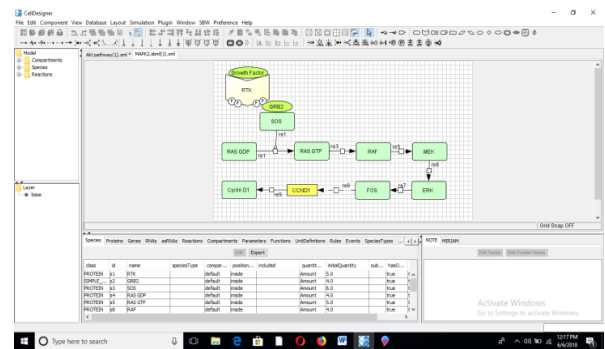 CellDesigner
File Edit Component View Database Layout Simulation Plugin Window SBW Preference Help
Model
Compartments
Species
Reactions
Layer
base
Akt pathway(1).xml * MAPK3.sbml(1).xml
Growth Factor
RTK
P P P P
GRB2
SOS
re1
RAS GDP
re1
RAS GTP
re3
RAF
re5
MEK
re6
Cyclin D1
re9
CCND1
re8
FOS
re7
ERK
Grid Snap OFF
Species Proteins Genes RNAs asRNAs Reactions Compartments Parameters Functions UnitDefinitions Rules Events SpeciesTypes ...
Edit Export
class id name speciesType compar... position... included quantit... initialQuantity sub... hasO...
PROTEIN s1 RTK default inside Amount 5.0 true
SIMPLE_... s2 GRB2 default inside Amount 4.0 true
PROTEIN s3 SOS default inside Amount 6.0 true
PROTEIN s4 RAS GDP default inside Amount 4.0 true
PROTEIN s5 RAS GTP default inside Amount 5.0 true
PROTEIN s6 RAF default inside Amount 4.0 true
NOTE MIRIAM
Edit Notes Edit Protein Notes
Activate Windows
Go to Settings to activate Windows.
Type here to search
12:17 PM
6/6/2018